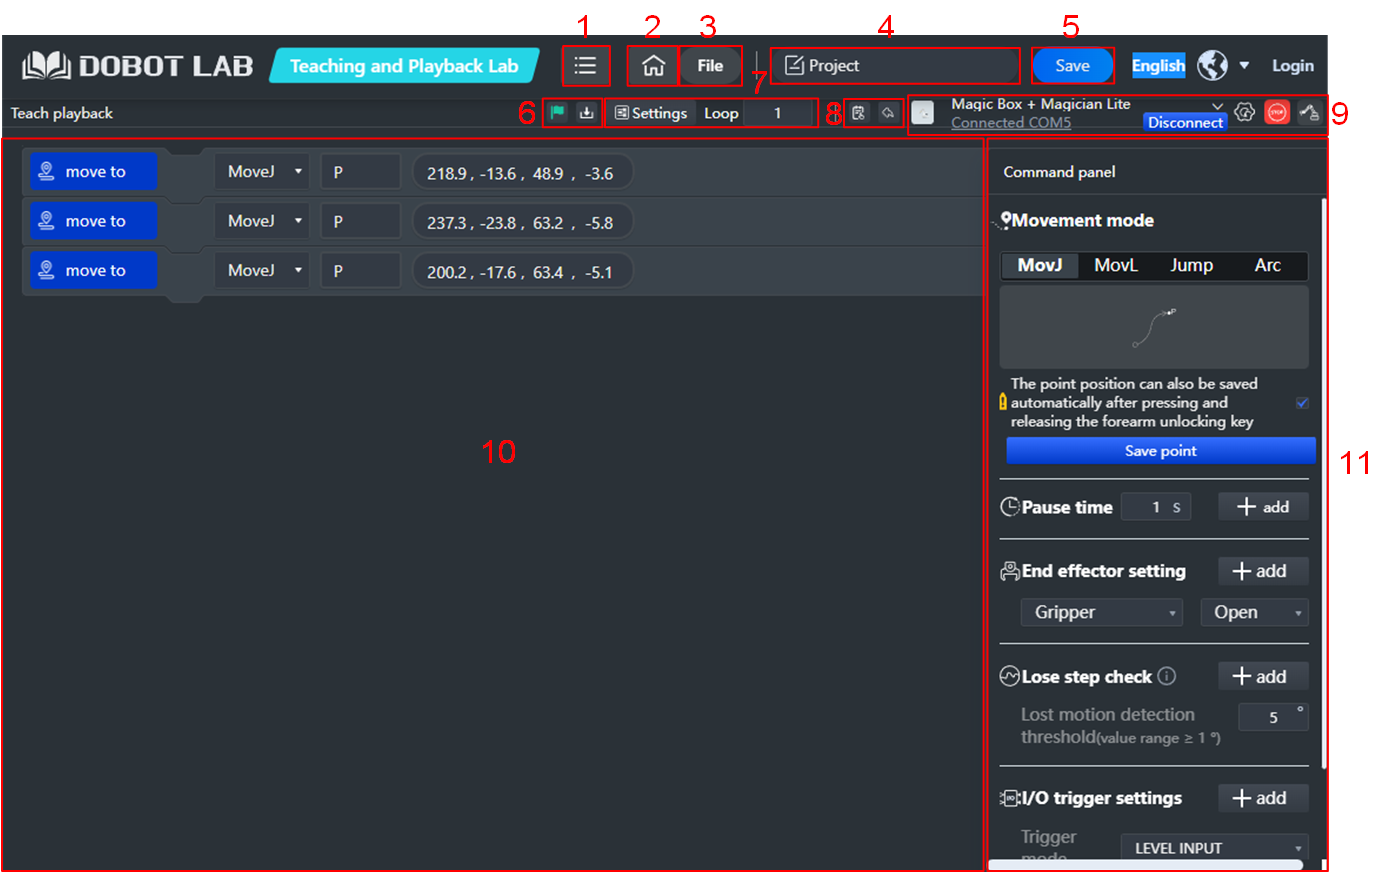 1 2 3 4 5
DOBOT LAB Teaching and Playback Lab File Project Save English Login
7
Teach playback 6 Settings Loop 1 8 Magic Box + Magician Lite STOP 9
Connected COM5 Disconnect
move to MoveJ P 218.9 , -13.6 , 48.9 , -3.6
move to MoveJ P 237.3 , -23.8 , 63.2 , -5.8
move to MoveJ P 200.2 , -17.6 , 63.4 , -5.1
10
Command panel
Movement mode
MovJ MovL Jump Arc
P
The point position can also be saved
automatically after pressing and
releasing the forearm unlocking key
Save point
11
Pause time 1 s + add
End effector setting + add
Gripper Open
Lose step check + add
Lost motion detection 5 °
threshold(value range ≥ 1 °)
I/O I/O trigger settings + add
Trigger
mode LEVEL INPUT